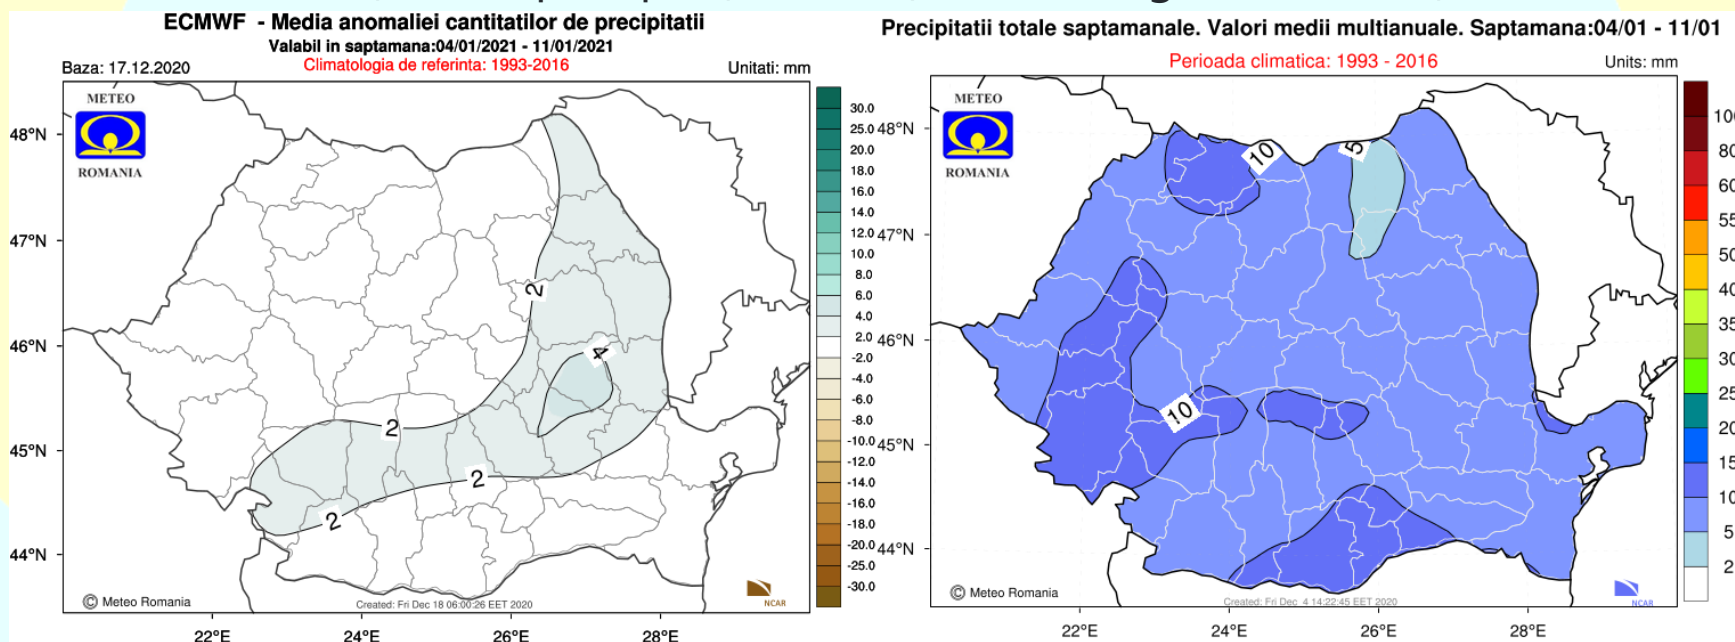 ECMWF - Media anomaliei cantitatilor de precipitatii
Valabil in saptamana:04/01/2021 - 11/01/2021
Baza: 17.12.2020
Climatologia de referinta: 1993-2016
Unitati: mm
METEO
ROMANIA
48°N
47°N
46°N
45°N
44°N
22°E
24°E
26°E
28°E
2
4
2
2
2
30.0
25.0
20.0
18.0
16.0
14.0
12.0
10.0
8.0
6.0
4.0
2.0
-2.0
-4.0
-6.0
-8.0
-10.0
-12.0
-14.0
-16.0
-18.0
-20.0
-25.0
-30.0
© Meteo Romania
Created: Fri Dec 18 06:00:26 EET 2020
NCAR
Precipitatii totale saptamanale. Valori medii multianuale. Saptamana:04/01 - 11/01
Perioada climatica: 1993 - 2016
Units: mm
METEO
ROMANIA
48°N
47°N
46°N
45°N
44°N
22°E
24°E
26°E
28°E
10
5
10
80
60
55
50
40
35
30
25
20
15
10
5
2
© Meteo Romania
Created: Fri Dec 4 14:22:45 EET 2020
NCAR